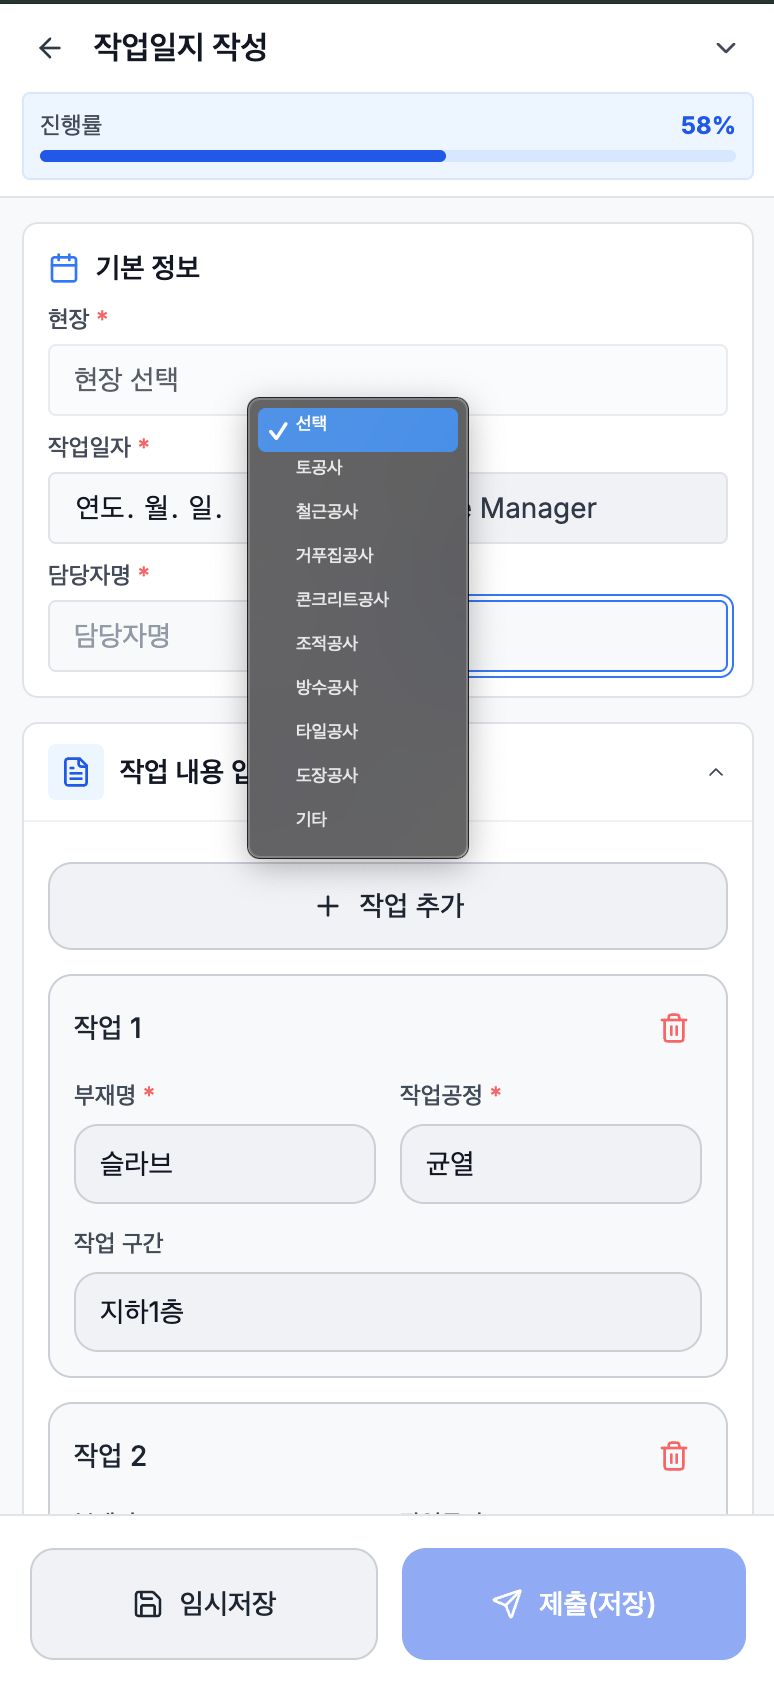 작업일지 작성
진행률 58%
기본 정보
현장 *
현장 선택
작업일자 *
연도. 월. 일.
Manager
담당자명 *
담당자명
선택
토공사
철근공사
거푸집공사
콘크리트공사
조적공사
방수공사
타일공사
도장공사
기타
작업 내용
작업 추가
작업 1
부재명 * 작업공정 *
슬라브 균열
작업 구간
지하1층
작업 2
임시저장 제출(저장)